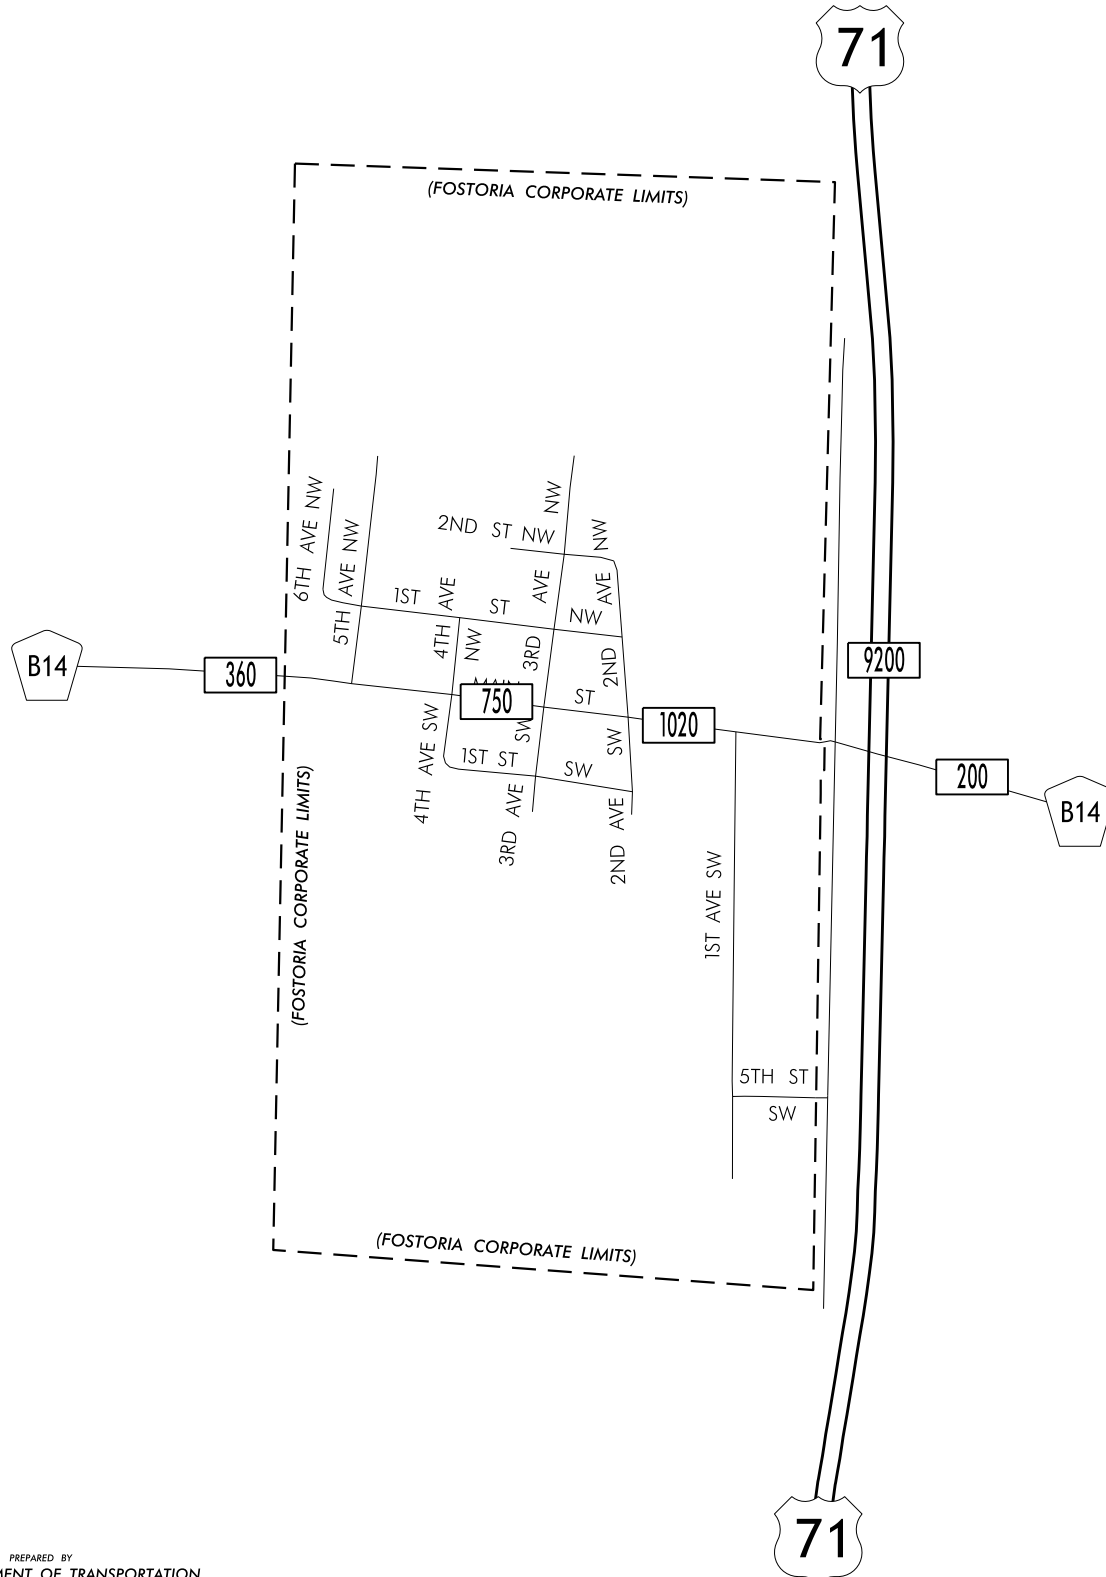 71
(FOSTORIA CORPORATE LIMITS)
6TH AVE NW
5TH AVE NW
2ND ST NW
NW
NW
1ST ST NW
4TH AVE NW
3RD AVE
2ND AVE
B14
360
750
ST
1020
9200
200
B14
4TH AVE SW
SW
SW
1ST ST SW
3RD AVE
2ND AVE
(FOSTORIA CORPORATE LIMITS)
1ST AVE SW
5TH ST
SW
(FOSTORIA CORPORATE LIMITS)
71
PREPARED BY
MENT OF TRANSPORTATION